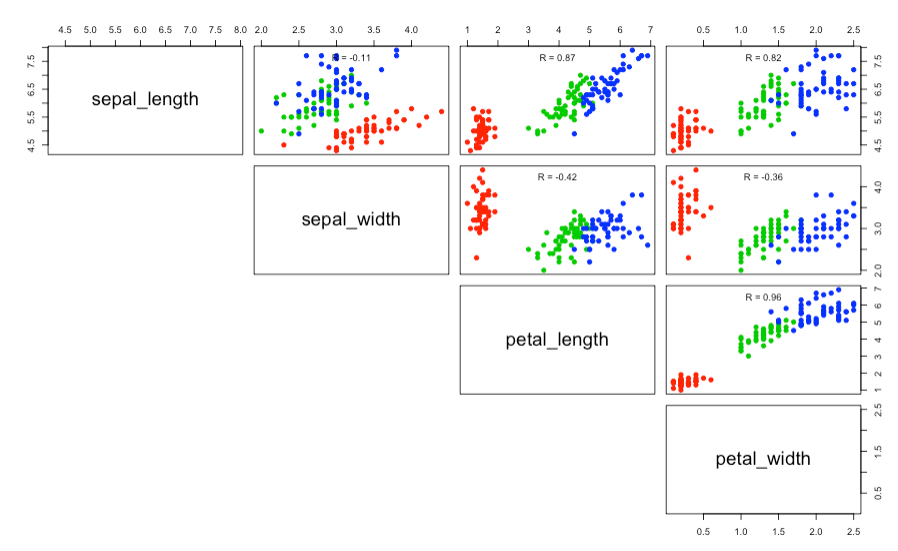 4.5 5.0 5.5 6.0 6.5 7.0 7.5 8.0 2.0 2.5 3.0 3.5 4.0 1 2 3 4 5 6 7 0.5 1.0 1.5 2.0 2.5
4.5 5.5 6.5 7.5
sepal_length
R = -0.11
R = 0.87
R = 0.82
4.5 5.5 6.5 7.5
sepal_width
R = -0.42
R = -0.36
2.0 3.0 4.0
petal_length
R = 0.96
1 2 3 4 5 6 7
petal_width
0.5 1.5 2.5
0.5 1.0 1.5 2.0 2.5